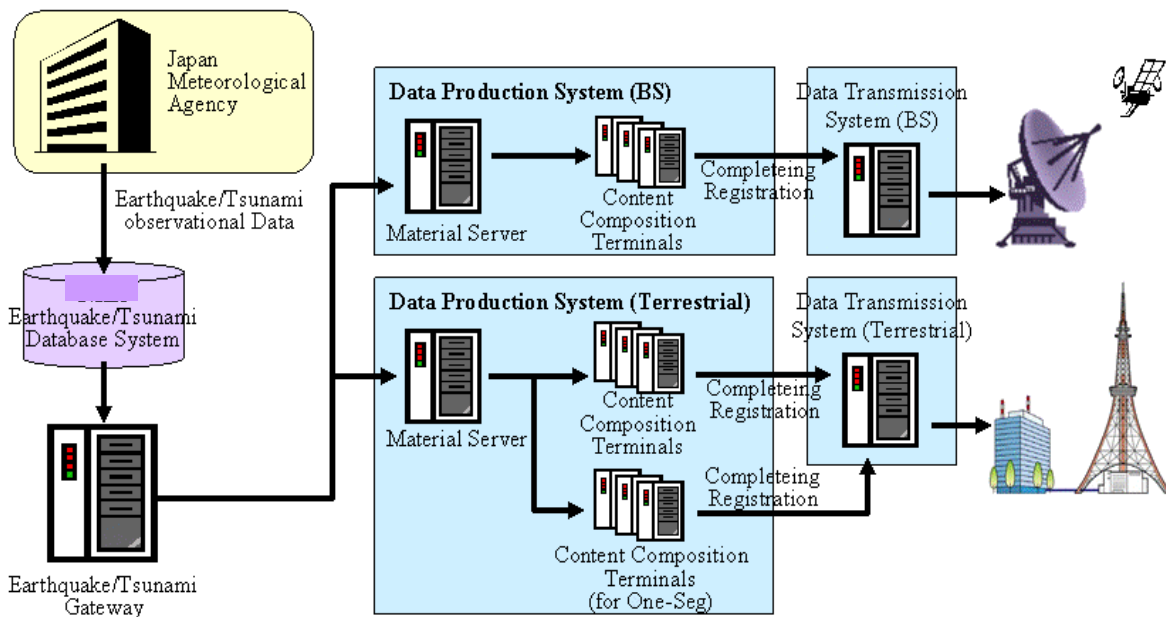 Japan
Meteorological
Agency
Earthquake/Tsunami
observational Data
Earthquake/Tsunami
Database System
Earthquake/Tsunami
Gateway
Data Production System (BS)
Material Server
Content
Composition
Terminals
Completeing
Registration
Data Transmission
System (BS)
Data Production System (Terrestrial)
Material Server
Content
Composition
Terminals
Completeing
Registration
Content Composition
Terminals
(for One-Seg)
Completeing
Registration
Data Transmission
System (Terrestrial)